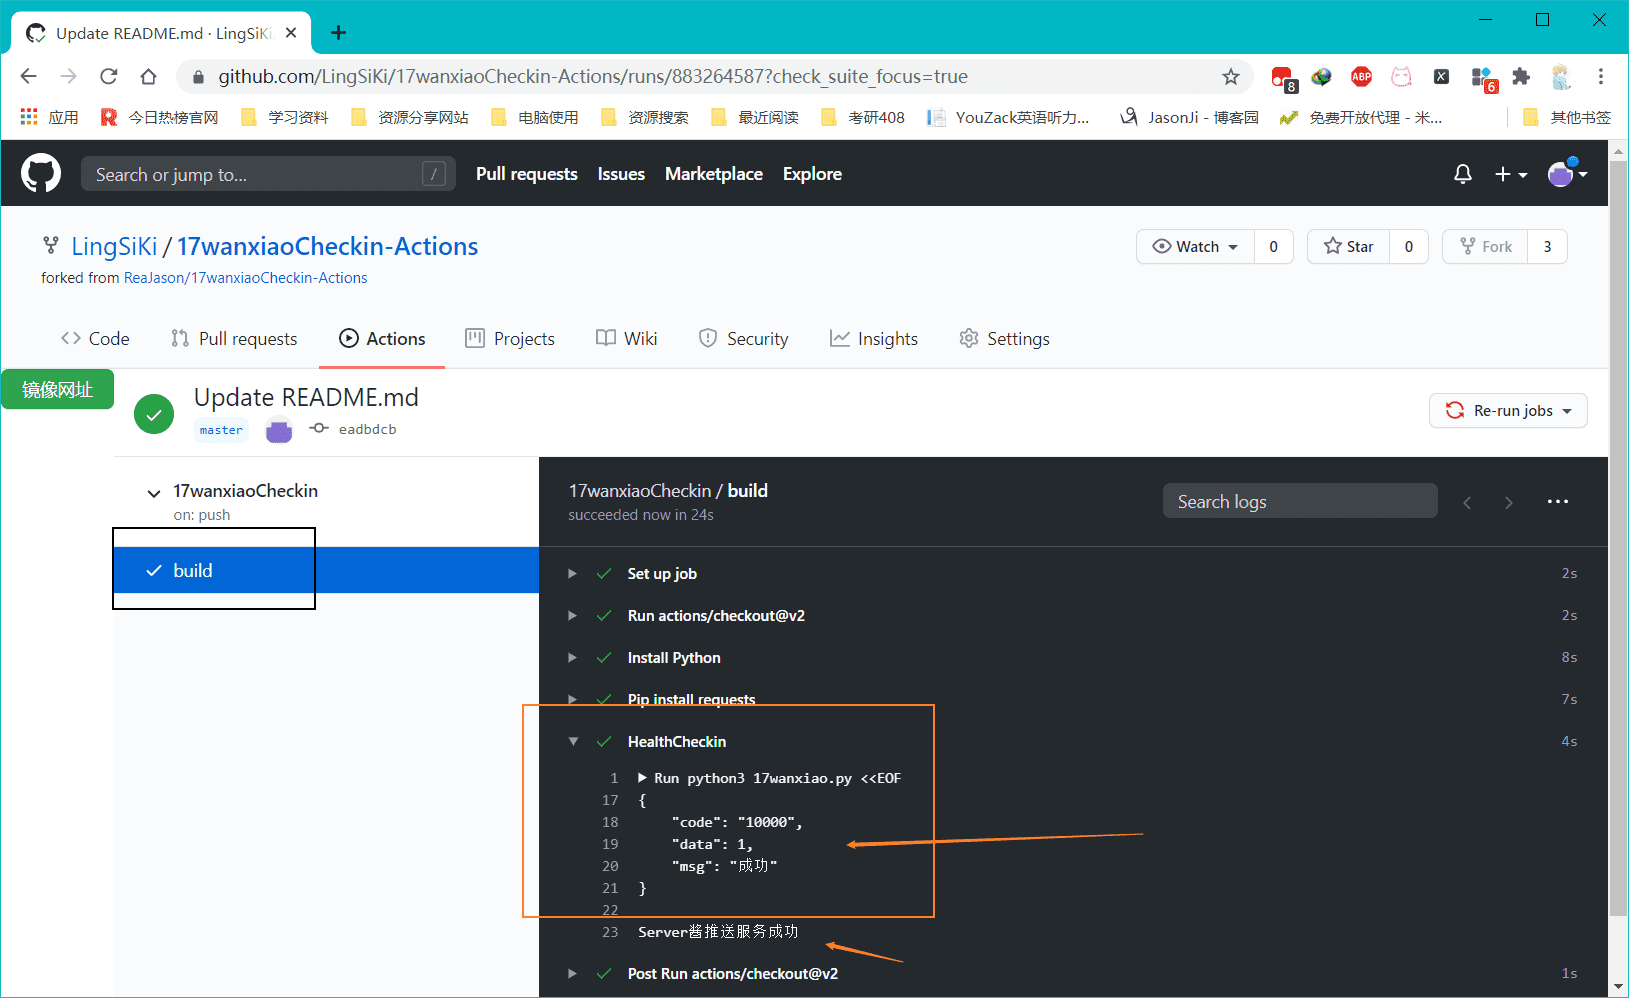 Update README.md · LingSiKi/
github.com/LingSiKi/17wanxiaoCheckin-Actions/runs/883264587?check_suite_focus=true
8
ABP
X
6
应用
今日热榜官网
学习资料
资源分享网站
电脑使用
资源搜索
最近阅读
考研408
YouZack英语听力...
JasonJi - 博客园
免费开放代理 - 米...
其他书签
Search or jump to...
/
Pull requests
Issues
Marketplace
Explore
LingSiKi / 17wanxiaoCheckin-Actions
Watch
0
Star
0
Fork
3
forked from ReaJason/17wanxiaoCheckin-Actions
Code
Pull requests
Actions
Projects
Wiki
Security
Insights
Settings
镜像网址
Update README.md
master
eadbdcb
Re-run jobs
17wanxiaoCheckin
on: push
build
17wanxiaoCheckin / build
succeeded now in 24s
Search logs
Set up job
2s
Run actions/checkout@v2
2s
Install Python
8s
Pip install requests
7s
HealthCheckin
4s
1 Run python3 17wanxiao.py <<EOF
17 {
18 "code": "10000",
19 "data": 1,
20 "msg": "成功"
21 }
22
23 Server酱推送服务成功
Post Run actions/checkout@v2
1s